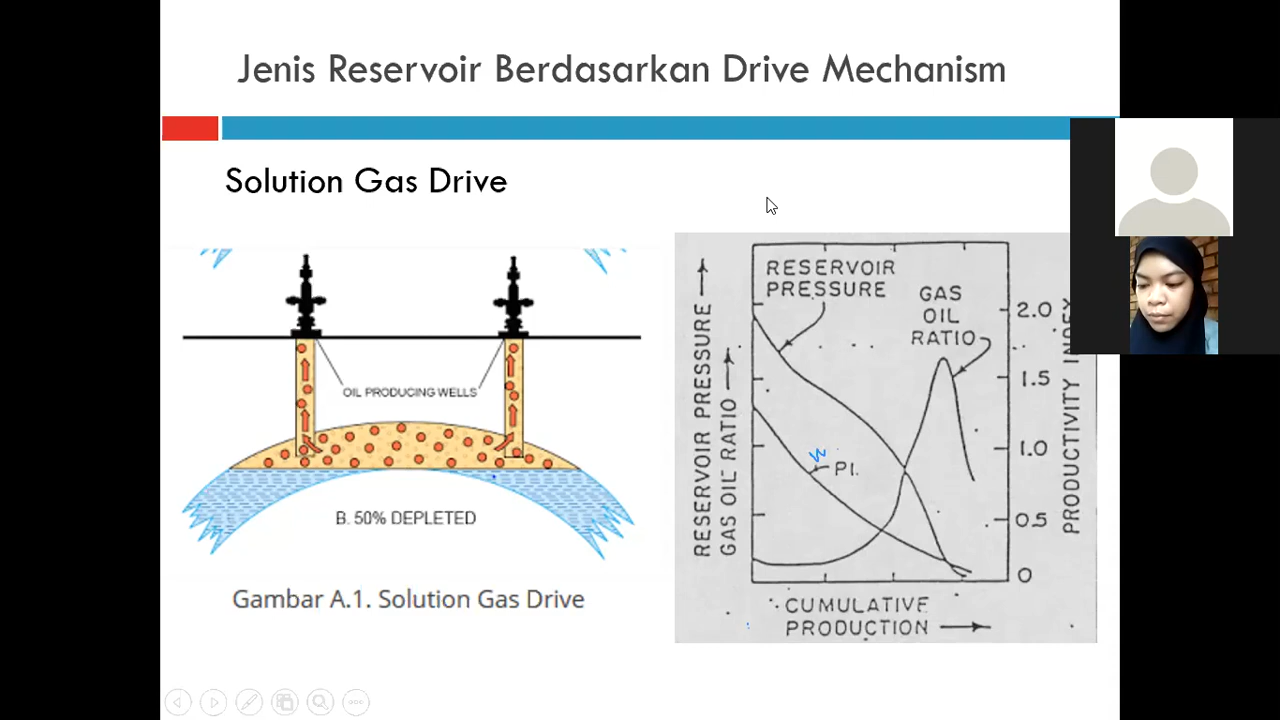 Jenis Reservoir Berdasarkan Drive Mechanism
Solution Gas Drive
OIL PRODUCING WELLS
B. 50% DEPLETED
Gambar A.1. Solution Gas Drive
RESERVOIR PRESSURE
GAS OIL RATIO
RESERVOIR
PRESSURE
GAS
OIL
RATIO
P.I.
2.0
1.5
1.0
0.5
0
PRODUCTIVITY INDEX
CUMULATIVE
PRODUCTION